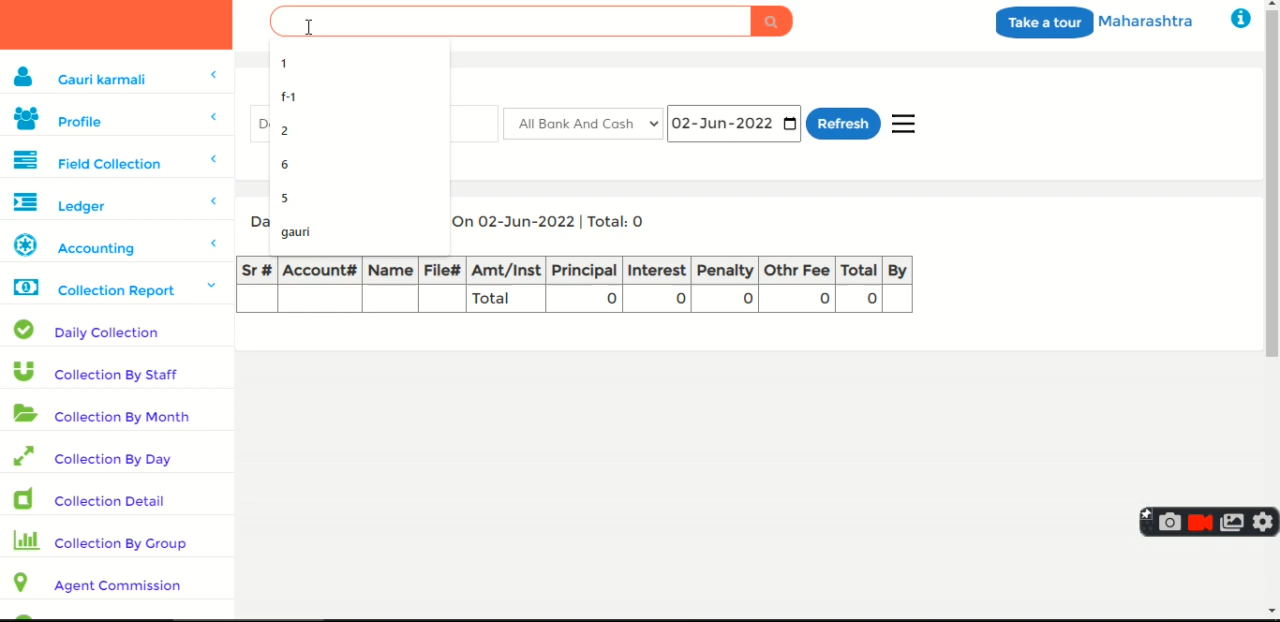 Take a tour Maharashtra
1
f-1
2
6
5
gauri
Gauri karmali
Profile
Field Collection
Ledger
Accounting
Collection Report
Daily Collection
Collection By Staff
Collection By Month
Collection By Day
Collection Detail
Collection By Group
Agent Commission
All Bank And Cash 02-Jun-2022 Refresh
On 02-Jun-2022 | Total: 0
Sr # Account# Name File# Amt/Inst Principal Interest Penalty Othr Fee Total By
Total 0 0 0 0 0